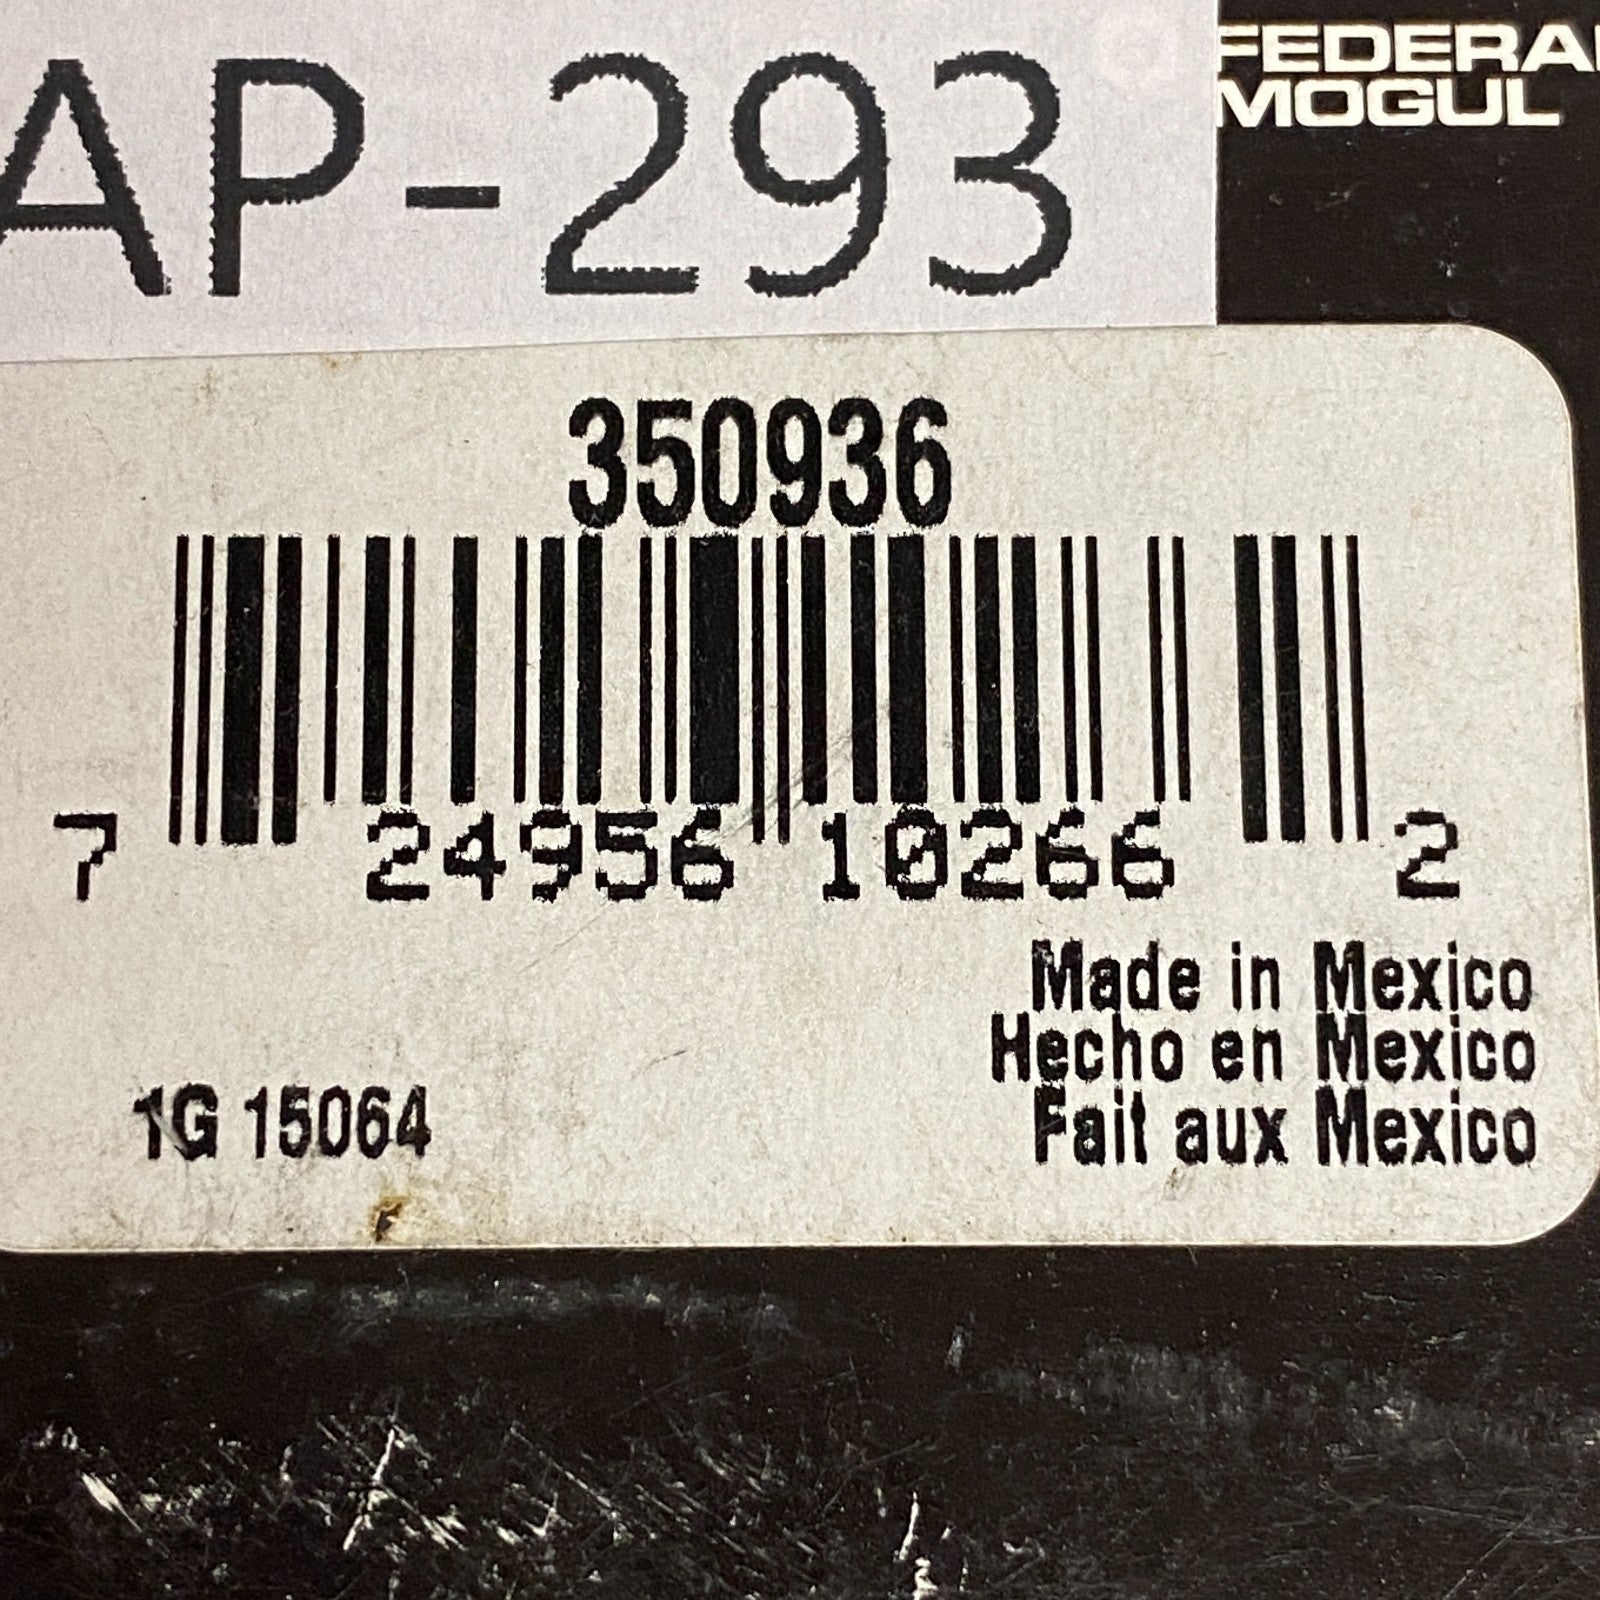 AP-293
FEDERAL
MOGUL
350936
7 24956 10266 2
Made in Mexico
Hecho en Mexico
Fait aux Mexico
1G 15064